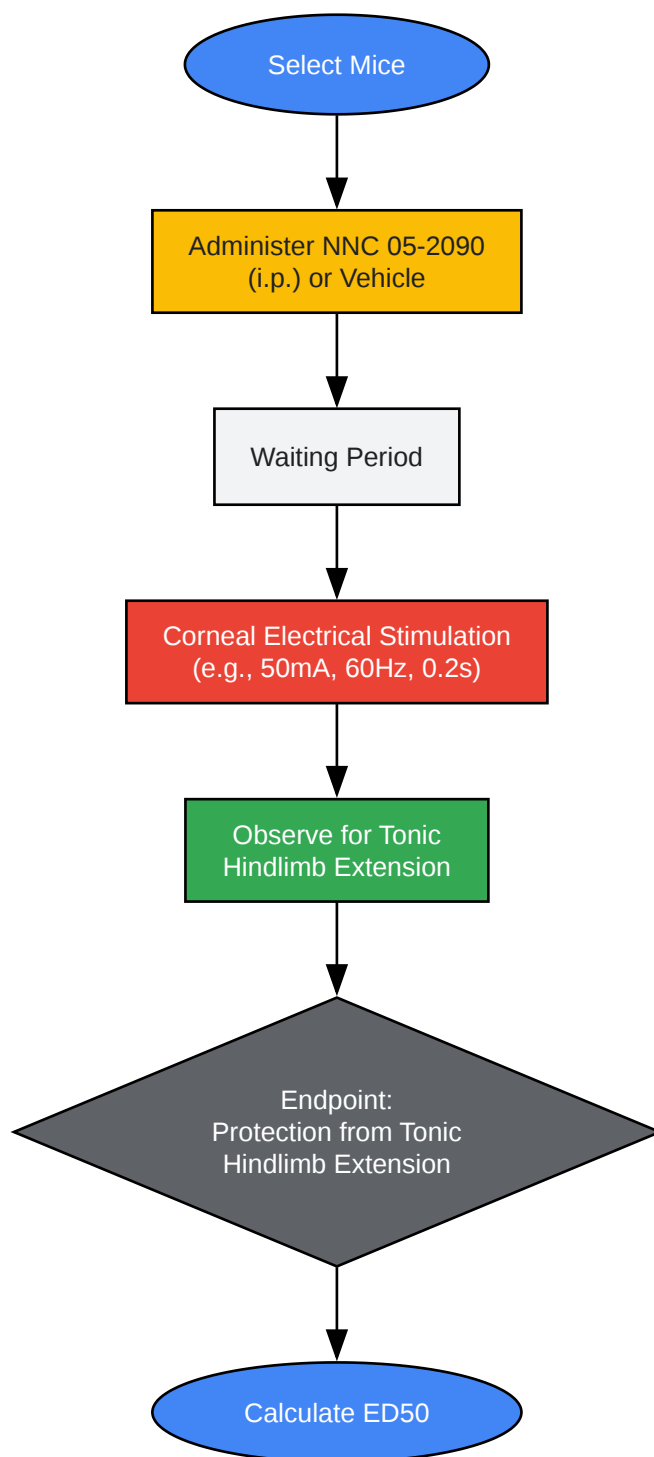 Select Mice
Administer NNC 05-2090
(i.p.) or Vehicle
Waiting Period
Corneal Electrical Stimulation
(e.g., 50mA, 60Hz, 0.2s)
Observe for Tonic
Hindlimb Extension
Endpoint:
Protection from Tonic
Hindlimb Extension
Calculate ED50